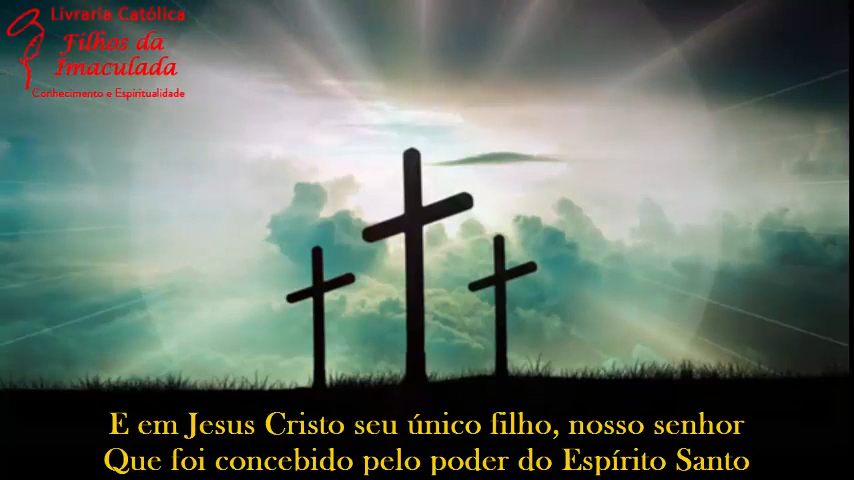 Livraria Católica
Filhos da
Imaculada
Conhecimento e Espiritualidade
E em Jesus Cristo seu único filho, nosso senhor
Que foi concebido pelo poder do Espírito Santo